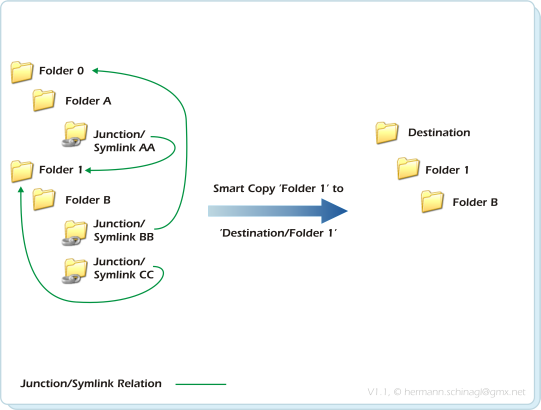 Folder 0
Folder A
Junction/
Symlink AA
Folder 1
Folder B
Junction/
Symlink BB
Junction/
Symlink CC
Smart Copy ‘Folder 1’ to
‘Destination/Folder 1’
Destination
Folder 1
Folder B
Junction/Symlink Relation
V1.1, © hermann.schinagl@gmx.net